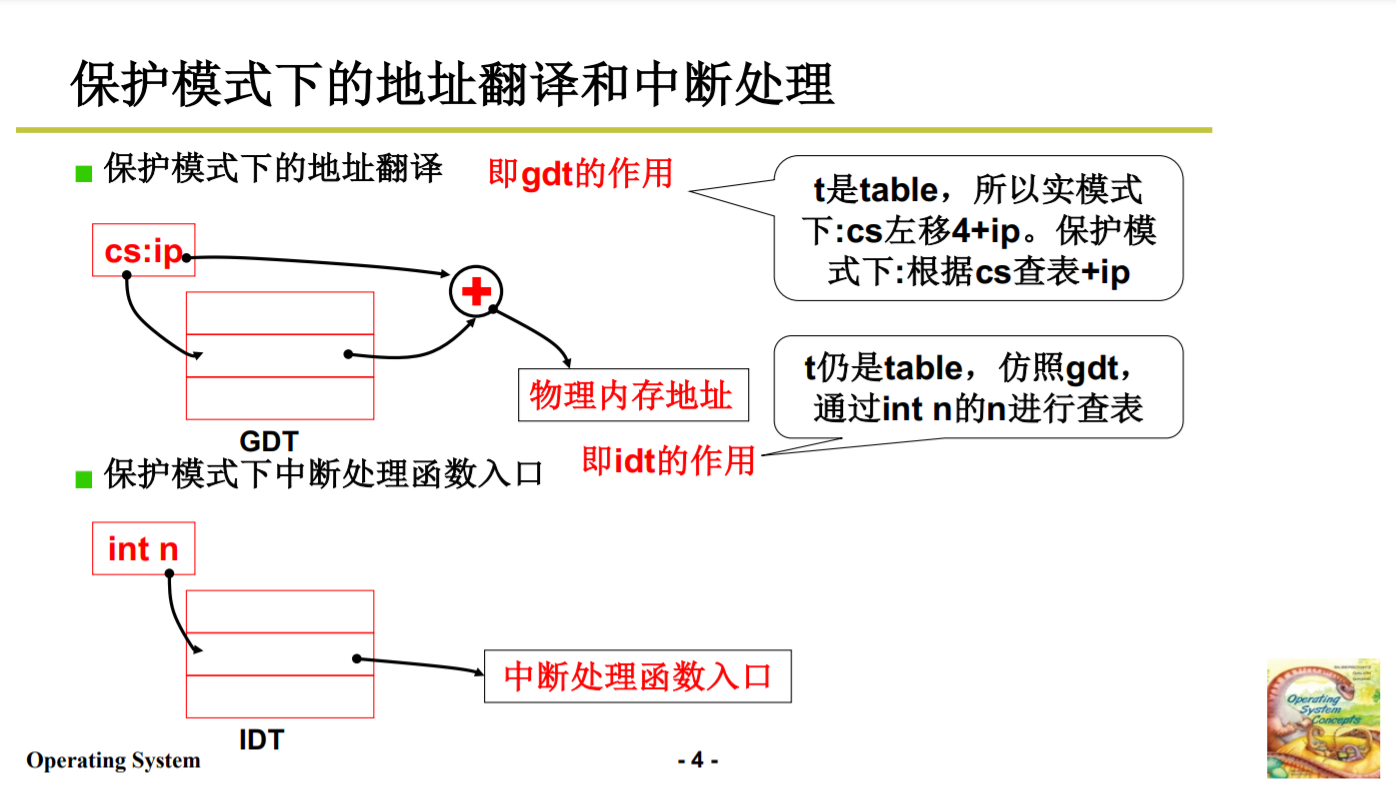 保护模式下的地址翻译和中断处理
保护模式下的地址翻译
即gdt的作用
t是table，所以实模式
下:cs左移4+ip。保护模
式下:根据cs查表+ip
cs:ip
物理内存地址
GDT
t仍是table，仿照gdt，
通过int n的n进行查表
保护模式下中断处理函数入口
即idt的作用
int n
中断处理函数入口
IDT
Operating System
- 4 -
Operating
System
Concepts